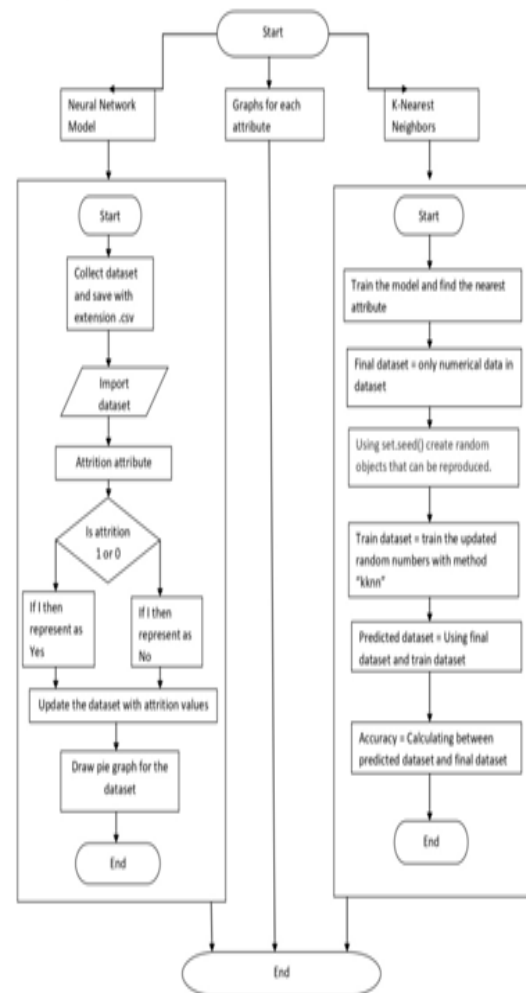 Start
Neural Network
Model
Graphs for each
attribute
K-Nearest
Neighbors
Start
Collect dataset
and save with
extension .csv
Import
dataset
Attrition attribute
Is attrition
1 or 0
If I then
represent as
Yes
If I then
represent as
No
Update the dataset with attrition values
Draw pie graph for the
dataset
End
Start
Train the model and find the nearest
attribute
Final dataset = only numerical data in
dataset
Using set.seed() create random
objects that can be reproduced.
Train dataset = train the updated
random numbers with method
"kknn"
Predicted dataset = Using final
dataset and train dataset
Accuracy = Calculating between
predicted dataset and final dataset
End
End